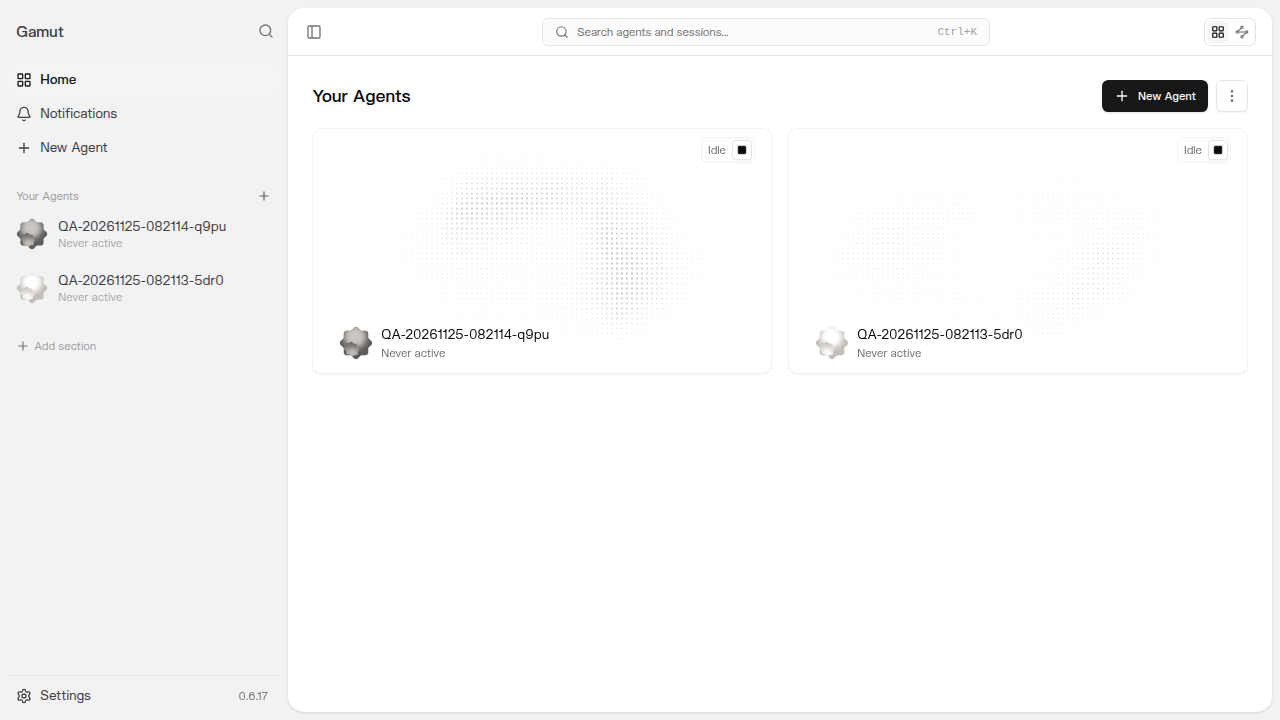 Gamut
Home
Notifications
New Agent
Your Agents
QA-20261125-082114-q9pu
Never active
QA-20261125-082113-5dr0
Never active
Add section
Settings
0.6.17
Search agents and sessions...
Ctrl+K
Your Agents
New Agent
Idle
QA-20261125-082114-q9pu
Never active
Idle
QA-20261125-082113-5dr0
Never active